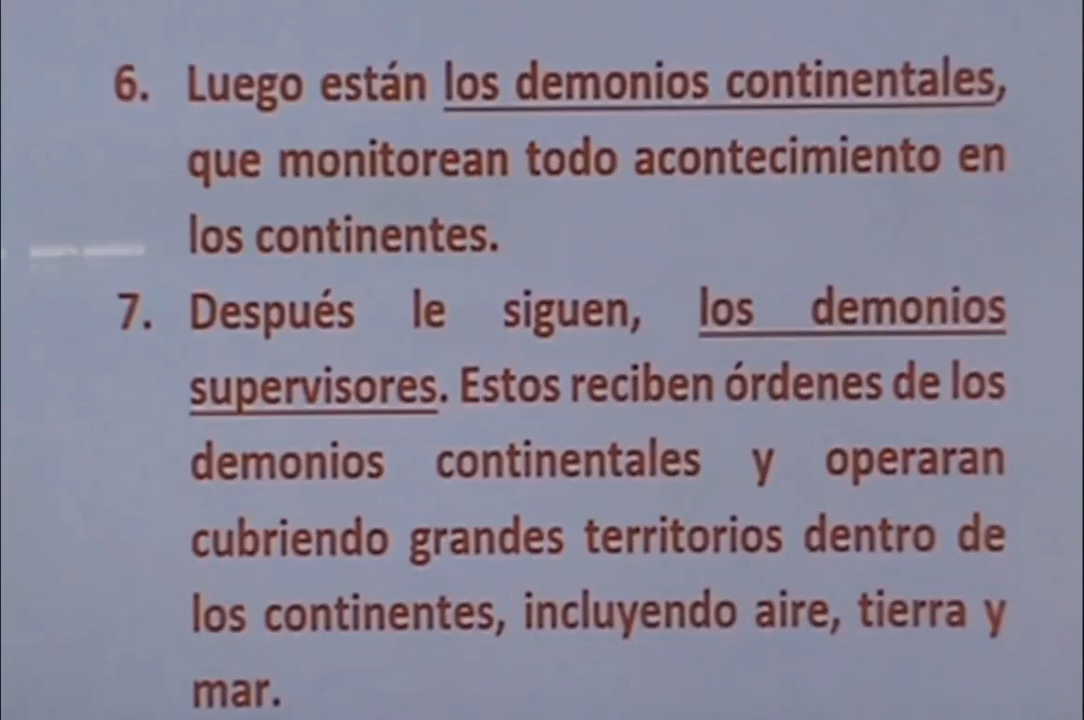 6. Luego están los demonios continentales,
que monitorean todo acontecimiento en
los continentes.
7. Después le siguen, los demonios
supervisores. Estos reciben órdenes de los
demonios continentales y operaran
cubriendo grandes territorios dentro de
los continentes, incluyendo aire, tierra y
mar.